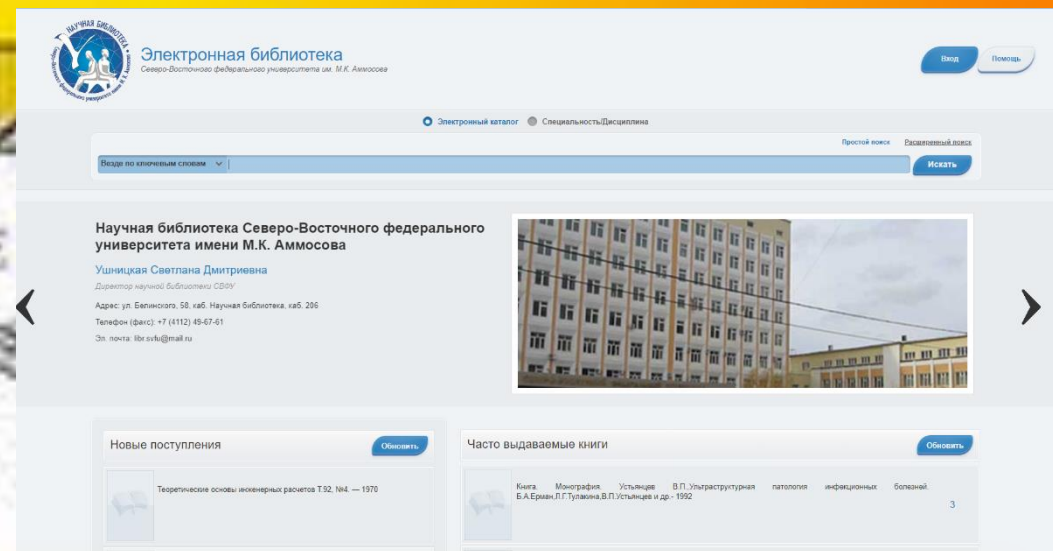 НАУЧНАЯ БИБЛИОТЕКА
Электронная библиотека
Северо-Восточного федерального университета им. М.К. Аммосова
Вход
Помощь
Электронный каталог
Специальность/Дисциплина
Простой поиск
Расширенный поиск
Везде по ключевым словам
Искать
Научная библиотека Северо-Восточного федерального
университета имени М.К. Аммосова
Ушницкая Светлана Дмитриевна
Директор научной библиотеки СВФУ
Адрес: ул. Белинского, 58, каб. Научная библиотека, каб. 206
Телефон (факс): +7 (4112) 49-67-61
Эл. почта: libr.svfu@mail.ru
Новые поступления
Обновить
Часто выдаваемые книги
Обновить
Теоретические основы инженерных расчетов Т.92, №4. — 1970
Книга. Монография. Устьянцев В.П.,Ультраструктурная патология инфекционных болезней.
Б.А.Ерман,Л.Г.Тулакина,В.П.Устьянцев и др.- 1992
3